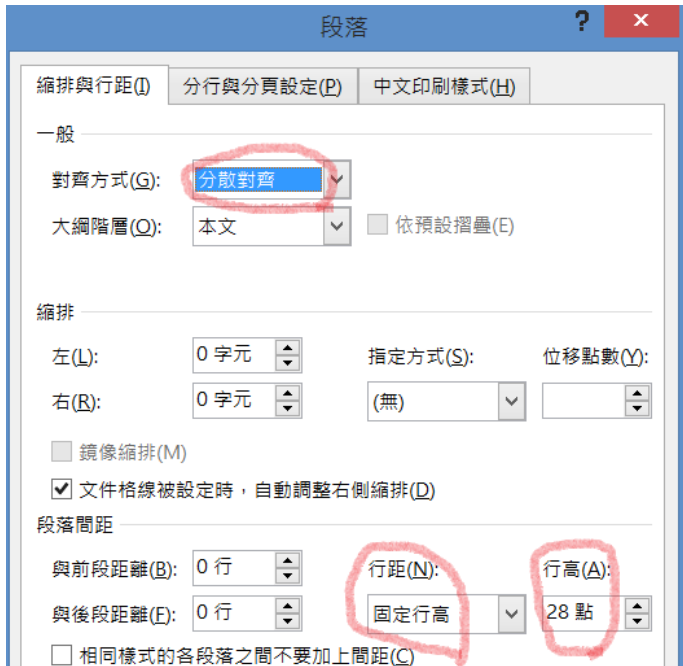 段落 ?
縮排與行距(I) 分行與分頁設定(P) 中文印刷樣式(H)
一般
對齊方式(G): 分散對齊
大綱階層(O): 本文 依預設摺疊(E)
縮排
左(L): 0 字元 指定方式(S): 位移點數(Y):
右(R): 0 字元 (無)
鏡像縮排(M)
文件格線被設定時，自動調整右側縮排(D)
段落間距
與前段距離(B): 0 行 行距(N): 行高(A):
與後段距離(F): 0 行 固定行高 28 點
相同樣式的各段落之間不要加上間距(C)